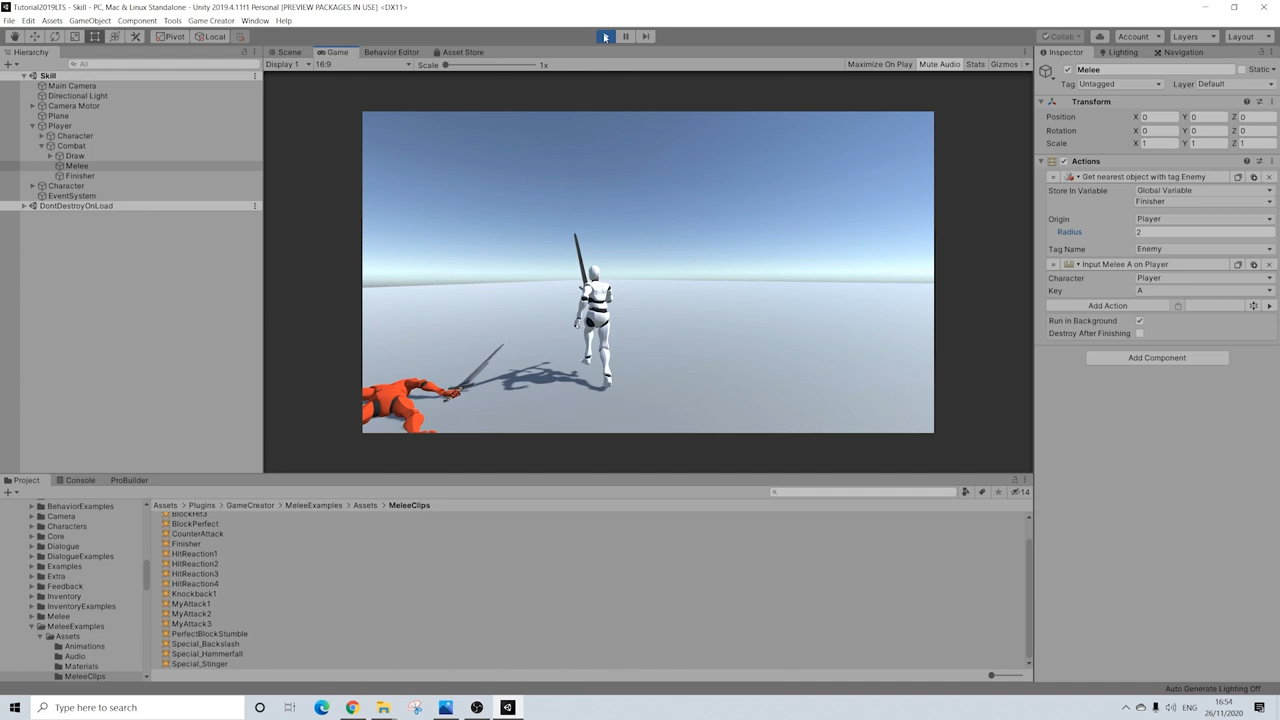 Tutorial2019LTS - Skill - PC, Mac & Linux Standalone - Unity 2019.4.11f1 Personal [PREVIEW PACKAGES IN USE] <DX11>
File Edit Assets GameObject Component Tools Game Creator Window Help
Pivot Local Collab Account Layers Layout
Hierarchy Scene Game Behavior Editor Asset Store Inspector Lighting Navigation
All Display 1 16:9 Scale 1x Maximize On Play Mute Audio Stats Gizmos
Melee Static
Tag Untagged Layer Default
Skill
Main Camera
Directional Light
Camera Motor
Plane
Player
Character
Combat
Draw
Melee
Finisher
Character
EventSystem
DontDestroyOnLoad
Transform
Position X 0 Y 0 Z 0
Rotation X 0 Y 0 Z 0
Scale X 1 Y 1 Z 1
Actions
Get nearest object with tag Enemy
Store In Variable Global Variable
Finisher
Origin Player
Radius 2
Tag Name Enemy
Input Melee A on Player
Character Player
Key A
Add Action
Run in Background
Destroy After Finishing
Add Component
Project Console ProBuilder
14
BehaviorExamples
Camera
Characters
Core
Dialogue
DialogueExamples
Examples
Extra
Feedback
Inventory
InventoryExamples
Melee
MeleeExamples
Assets
Animations
Audio
Materials
MeleeClips
Assets Plugins GameCreator MeleeExamples Assets MeleeClips
BlockHit3
BlockPerfect
CounterAttack
Finisher
HitReaction1
HitReaction2
HitReaction3
HitReaction4
Knockback1
MyAttack1
MyAttack2
MyAttack3
PerfectBlockStumble
Special_Backslash
Special_Hammerfall
Special_Stinger
Auto Generate Lighting Off
Type here to search
ENG
16:54
26/11/2020